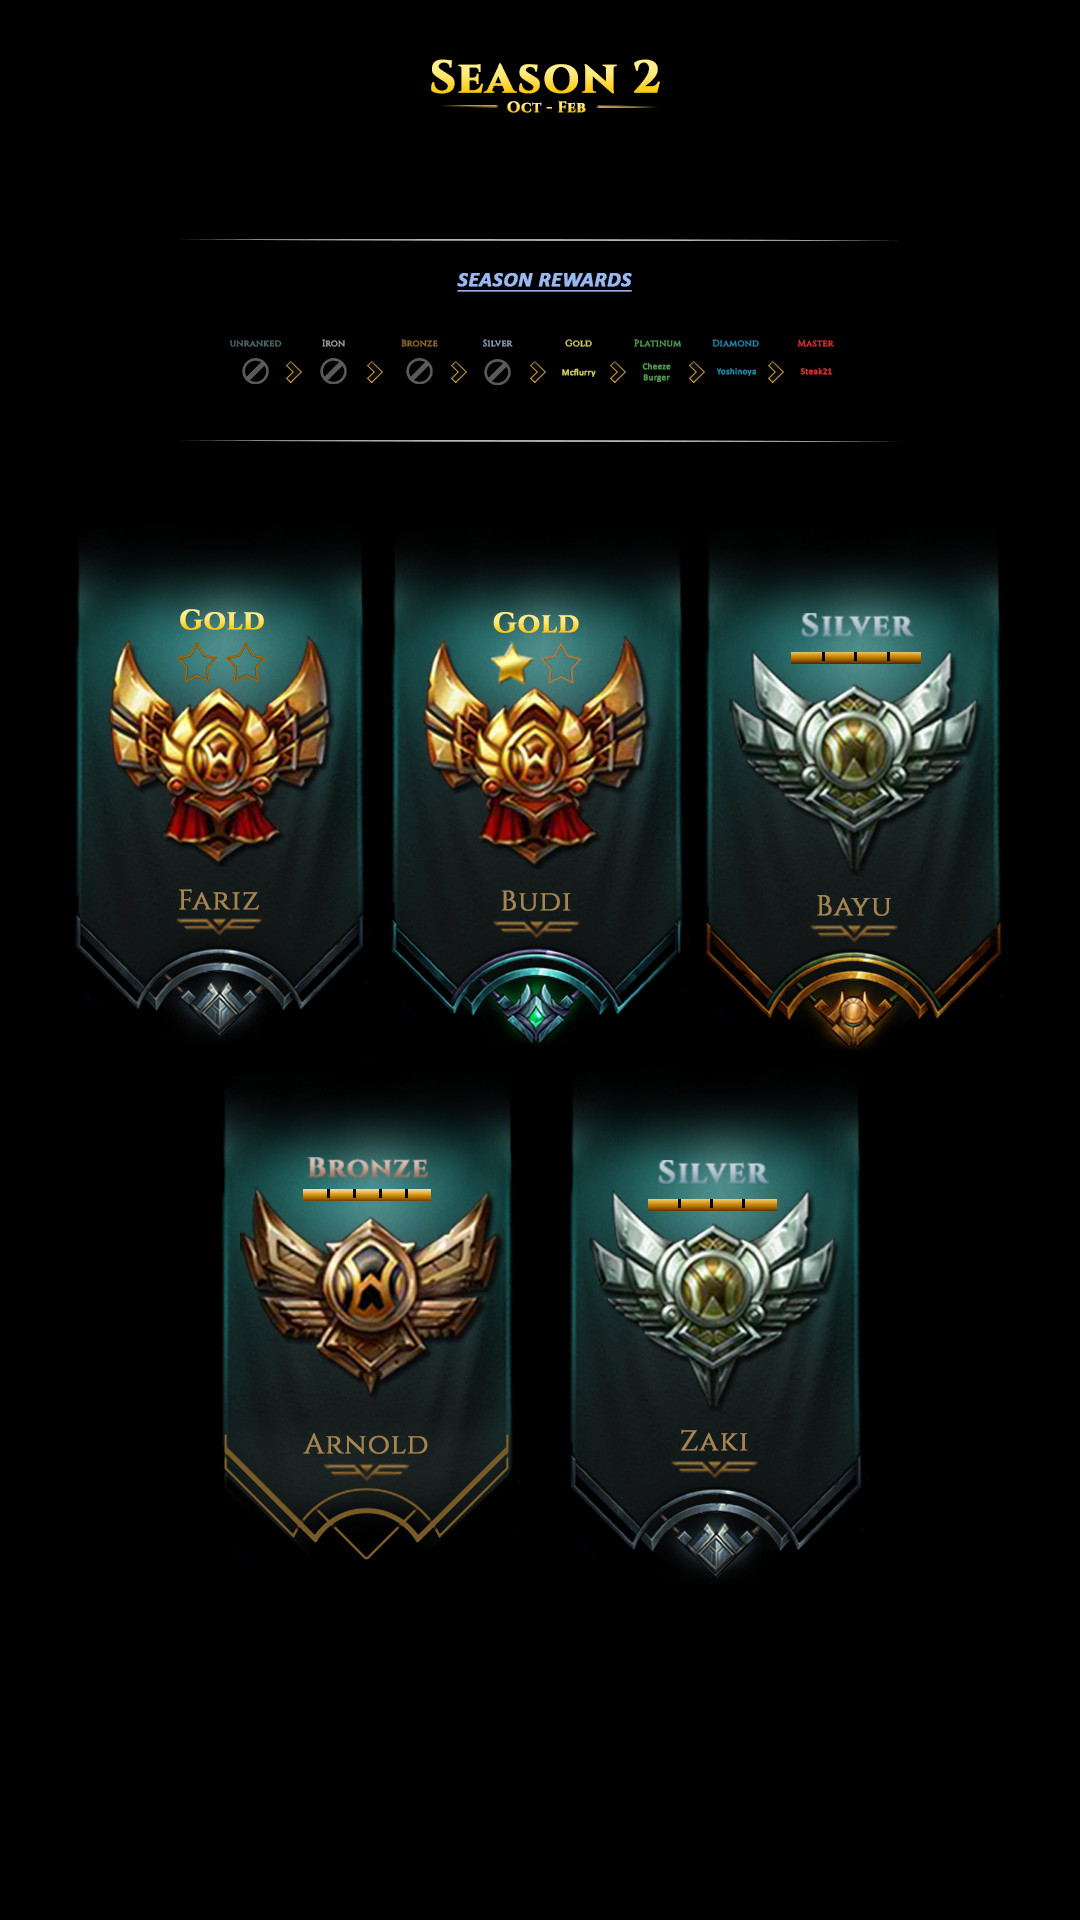 SEASON 2
OCT - FEB
SEASON REWARDS
UNRANKED IRON BRONZE SILVER GOLD PLATINUM DIAMOND MASTER
Mcflurry Cheeze Burger Yoshinoya Steak21
GOLD GOLD SILVER
FARIZ BUDI BAYU
BRONZE SILVER
ARNOLD ZAKI